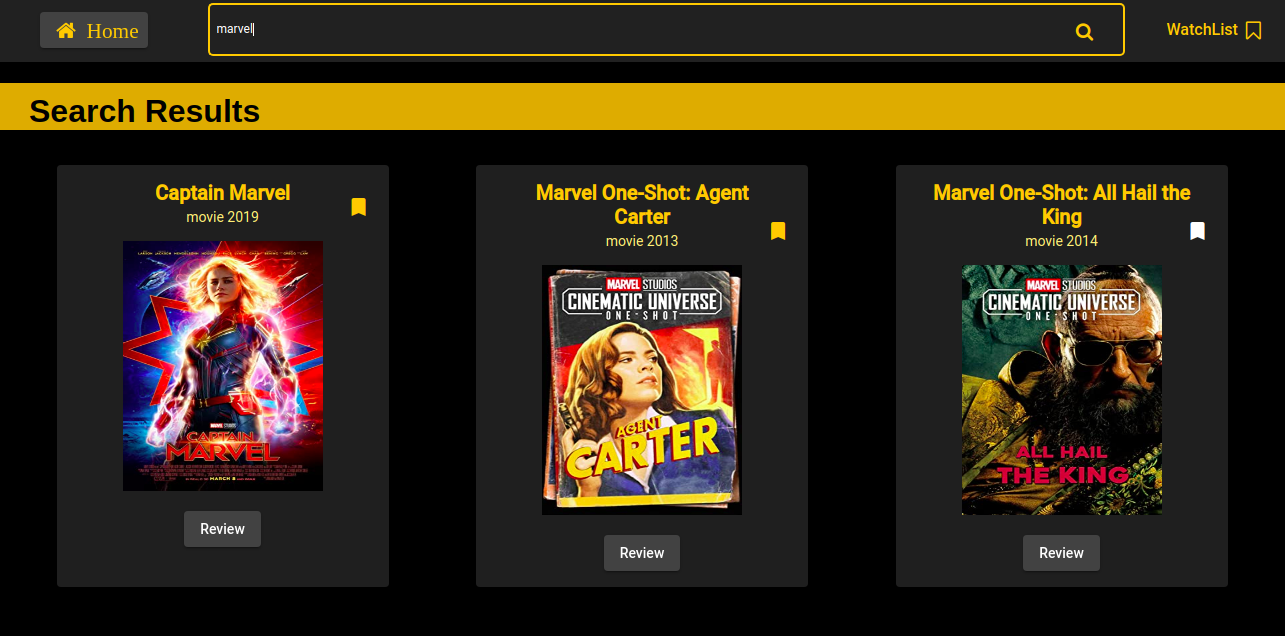 Home
marvel
WatchList
Search Results
Captain Marvel
movie 2019
CAPTAIN
MARVEL
MARCH 8
Review
Marvel One-Shot: Agent
Carter
movie 2013
MARVEL STUDIOS
CINEMATIC UNIVERSE
ONE-SHOT
AGENT
CARTER
Review
Marvel One-Shot: All Hail the
King
movie 2014
MARVEL STUDIOS
CINEMATIC UNIVERSE
ONE-SHOT
ALL HAIL
THE KING
Review